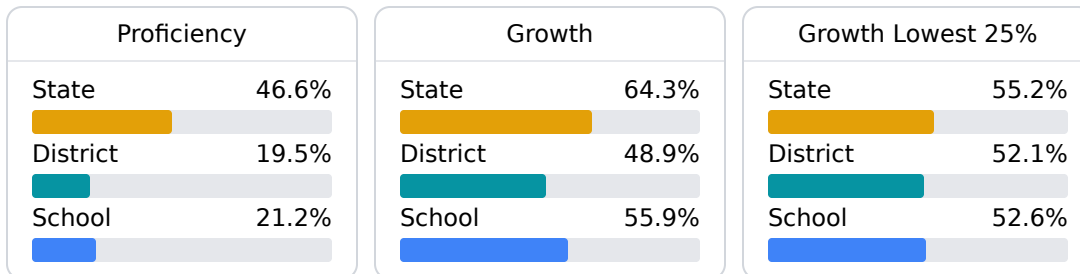 Proficiency
State 46.6%
District 19.5%
School 21.2%
Growth
State 64.3%
District 48.9%
School 55.9%
Growth Lowest 25%
State 55.2%
District 52.1%
School 52.6%